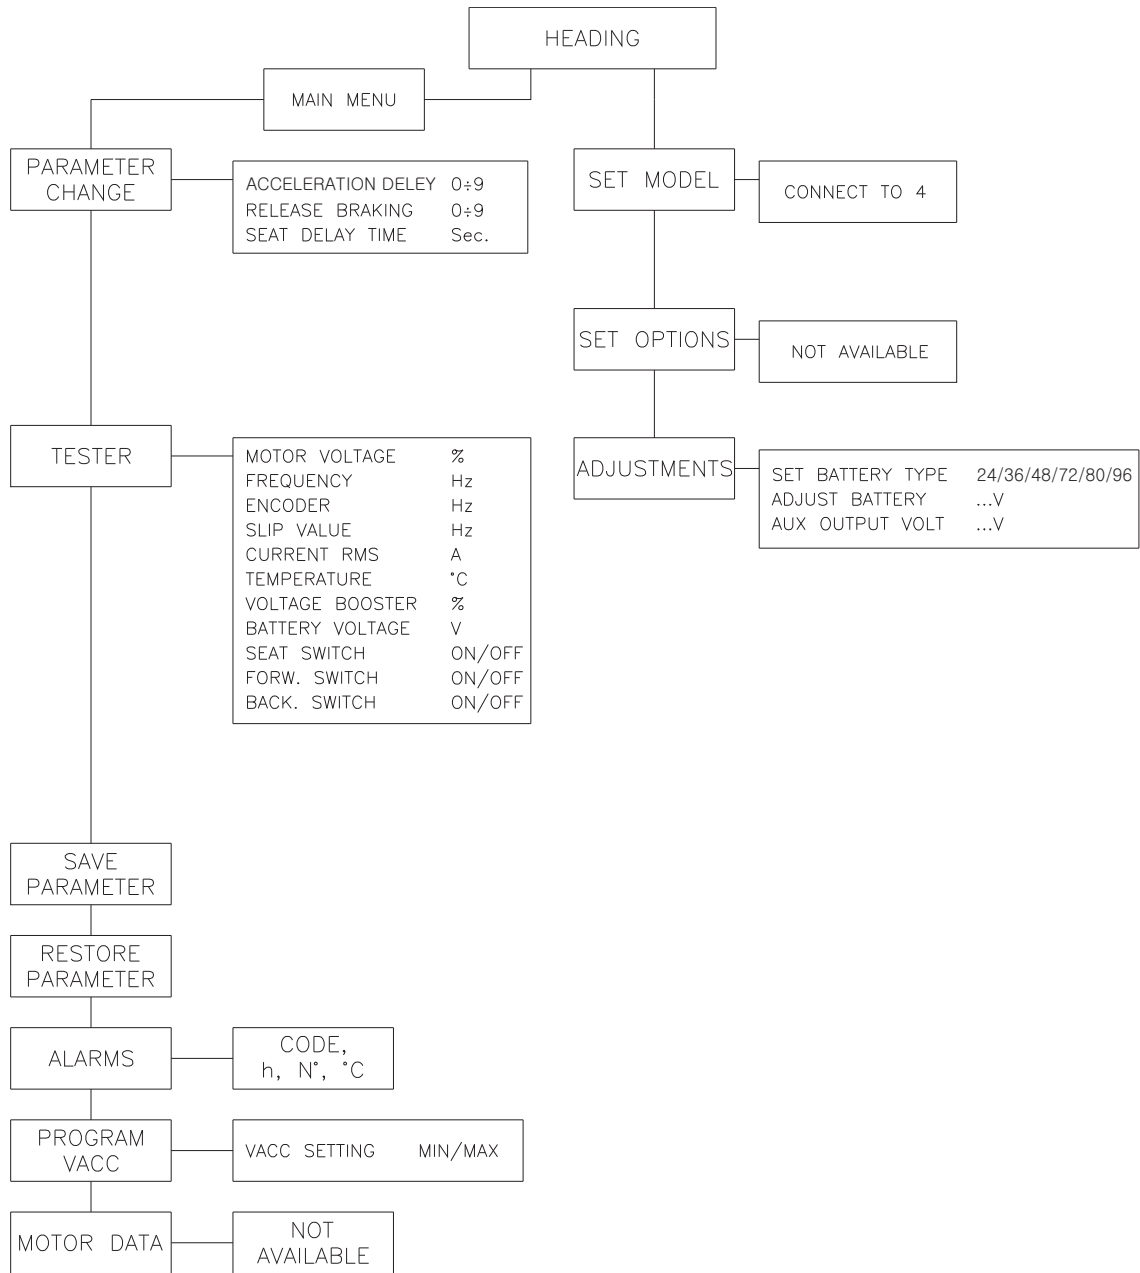 HEADING
MAIN MENU
PARAMETER
CHANGE
ACCELERATION DELEY 0÷9
RELEASE BRAKING 0÷9
SEAT DELAY TIME Sec.
SET MODEL
CONNECT TO 4
SET OPTIONS
NOT AVAILABLE
TESTER
MOTOR VOLTAGE %
FREQUENCY Hz
ENCODER Hz
SLIP VALUE Hz
CURRENT RMS A
TEMPERATURE °C
VOLTAGE BOOSTER %
BATTERY VOLTAGE V
SEAT SWITCH ON/OFF
FORW. SWITCH ON/OFF
BACK. SWITCH ON/OFF
ADJUSTMENTS
SET BATTERY TYPE 24/36/48/72/80/96
ADJUST BATTERY ...V
AUX OUTPUT VOLT ...V
SAVE
PARAMETER
RESTORE
PARAMETER
ALARMS
CODE,
h, N°, °C
PROGRAM
VACC
VACC SETTING MIN/MAX
MOTOR DATA
NOT
AVAILABLE